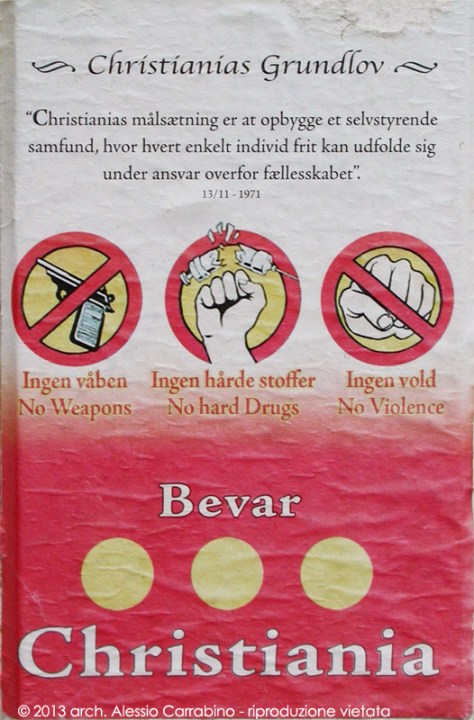 Christianias Grundlov
“Christianias målsætning er at opbygge et selvstyrende
samfund, hvor hvert enkelt individ frit kan udfolde sig
under ansvar overfor fællesskabet”.
13/11 - 1971
Ingen våben
No Weapons
Ingen hårde stoffer
No hard Drugs
Ingen vold
No Violence
Bevar
Christiania
© 2013 arch. Alessio Carrabino - riproduzione vietata